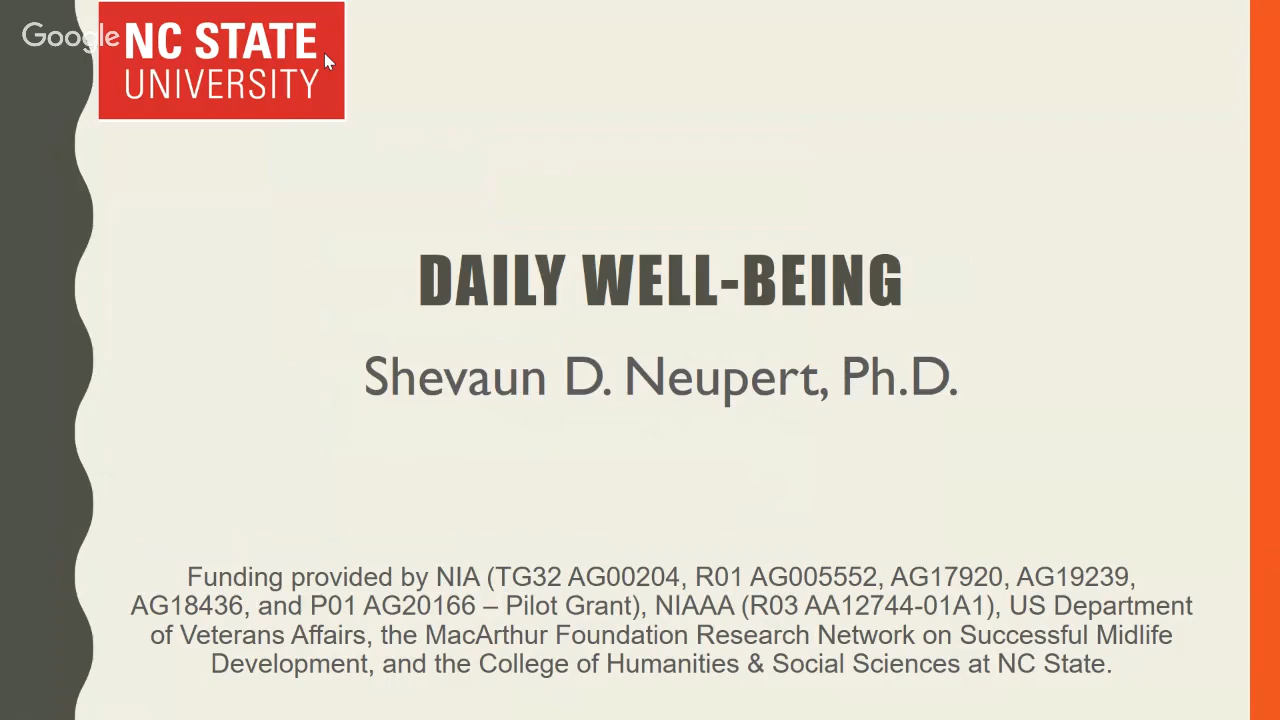 Google
NC STATE
UNIVERSITY
DAILY WELL-BEING
Shevaun D. Neupert, Ph.D.
Funding provided by NIA (TG32 AG00204, R01 AG005552, AG17920, AG19239,
AG18436, and P01 AG20166 – Pilot Grant), NIAAA (R03 AA12744-01A1), US Department
of Veterans Affairs, the MacArthur Foundation Research Network on Successful Midlife
Development, and the College of Humanities & Social Sciences at NC State.